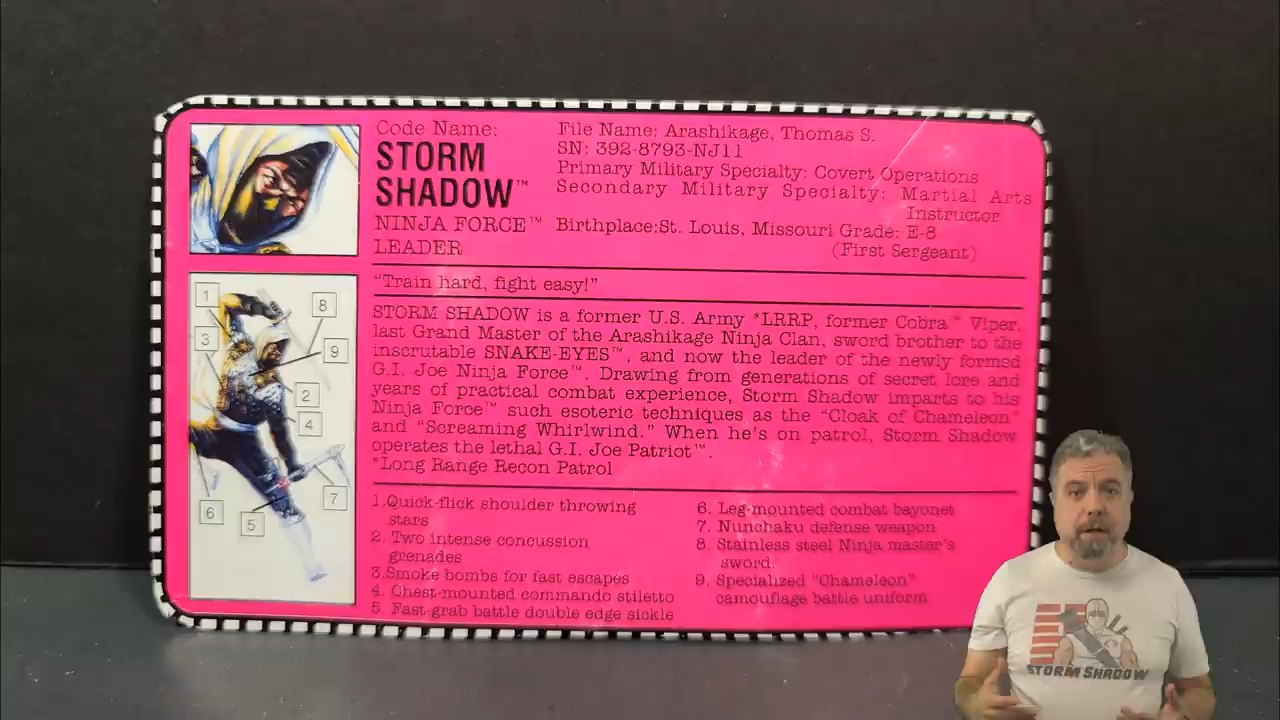 Code Name:
STORM
SHADOW™
NINJA FORCE™
LEADER
File Name: Arashikage, Thomas S.
SN: 392-8793-NJ11
Primary Military Specialty: Covert Operations
Secondary Military Specialty: Martial Arts
Instructor
Birthplace:St. Louis, Missouri Grade: E-8
(First Sergeant)
"Train hard, fight easy!"
STORM SHADOW is a former U.S. Army *LRRP, former Cobra™ Viper,
last Grand Master of the Arashikage Ninja Clan, sword brother to the
inscrutable SNAKE-EYES™, and now the leader of the newly formed
G.I. Joe Ninja Force™. Drawing from generations of secret lore and
years of practical combat experience, Storm Shadow imparts to his
Ninja Force™ such esoteric techniques as the "Cloak of Chameleon"
and "Screaming Whirlwind." When he's on patrol, Storm Shadow
operates the lethal G.I. Joe Patriot™.
*Long Range Recon Patrol
1
8
3
9
2
4
7
6
5
1.Quick-flick shoulder throwing
stars
2. Two intense concussion
grenades
3.Smoke bombs for fast escapes
4. Chest-mounted commando stiletto
5. Fast-grab battle double edge sickle
6. Leg-mounted combat bayonet
7. Nunchaku defense weapon
8. Stainless steel Ninja master's
sword.
9. Specialized "Chameleon"
camouflage battle uniform
STORM SHADOW